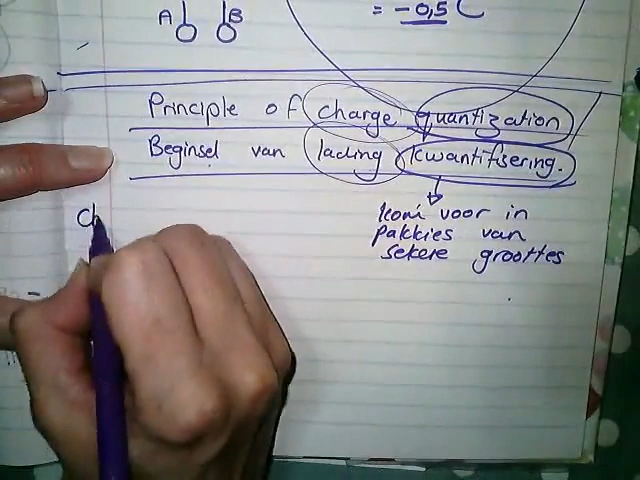 A B
= -0,5 C
Principle of charge quantization
Beginsel van lading kwantifisering.
kom voor in
pakkies van
sekere groottes
Ch